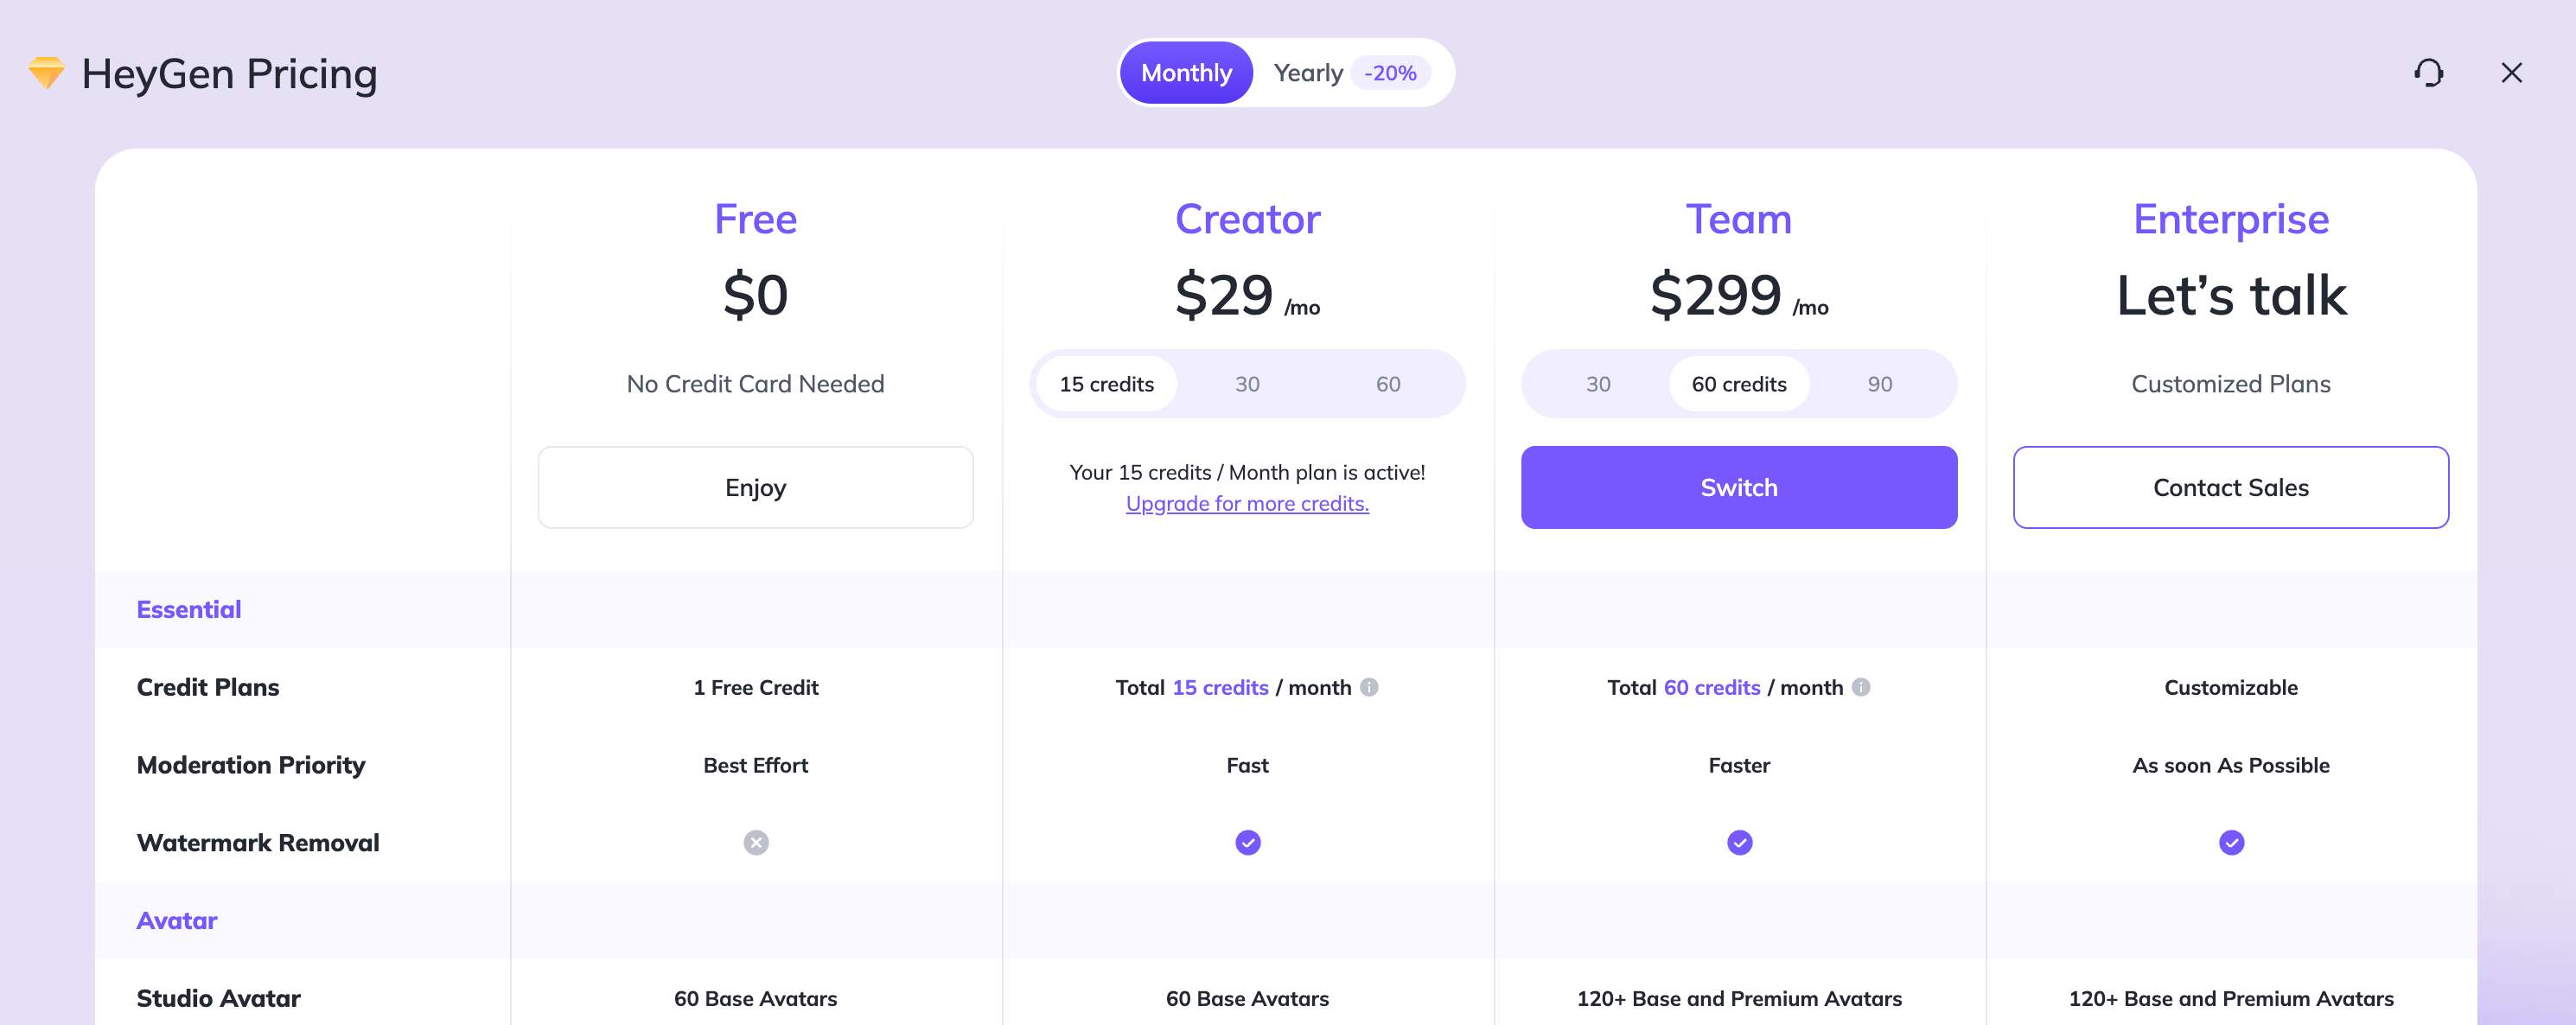 HeyGen Pricing
Monthly Yearly -20%
Free Creator Team Enterprise
$0 $29 /mo $299 /mo Let’s talk
No Credit Card Needed 15 credits 30 60 30 60 credits 90 Customized Plans
Enjoy Your 15 credits / Month plan is active! Switch Contact Sales
Upgrade for more credits.
Essential
Credit Plans 1 Free Credit Total 15 credits / month Total 60 credits / month Customizable
Moderation Priority Best Effort Fast Faster As soon As Possible
Watermark Removal
Avatar
Studio Avatar 60 Base Avatars 60 Base Avatars 120+ Base and Premium Avatars 120+ Base and Premium Avatars